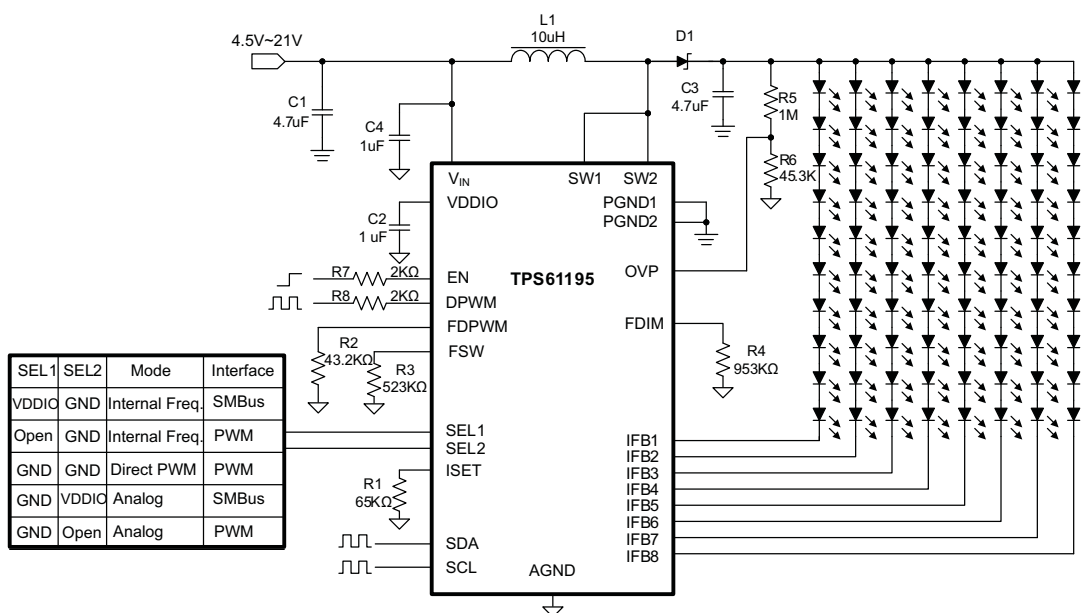 L1
10uH
4.5V~21V
D1
C1
4.7uF
C4
1uF
C3
4.7uF
R5
1M
R6
45.3K
VIN
SW1
SW2
VDDIO
PGND1
PGND2
C2
1 uF
TPS61195
OVP
R7
2KΩ
EN
R8
2KΩ
DPWM
FDPWM
FDIM
R2
43.2KΩ
FSW
R3
523KΩ
R4
953KΩ
SEL1 SEL2 Mode Interface
VDDIO GND Internal Freq. SMBus
Open GND Internal Freq. PWM
GND GND Direct PWM PWM
GND VDDIO Analog SMBus
GND Open Analog PWM
SEL1
SEL2
ISET
R1
65KΩ
SDA
SCL
AGND
IFB1
IFB2
IFB3
IFB4
IFB5
IFB6
IFB7
IFB8